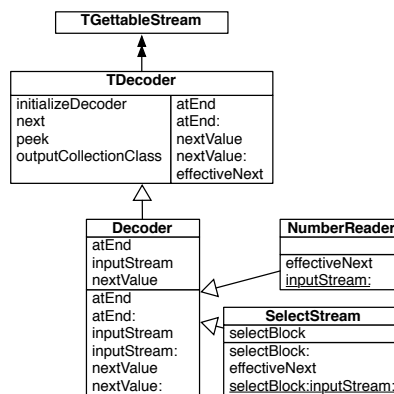 TGettableStream
TDecoder
initializeDecoder
next
peek
outputCollectionClass
atEnd
atEnd:
nextValue
nextValue:
effectiveNext
Decoder
atEnd
inputStream
nextValue
atEnd
atEnd:
inputStream
inputStream:
nextValue
nextValue:
NumberReader
effectiveNext
inputStream:
SelectStream
selectBlock
selectBlock:
effectiveNext
selectBlock:inputStream: